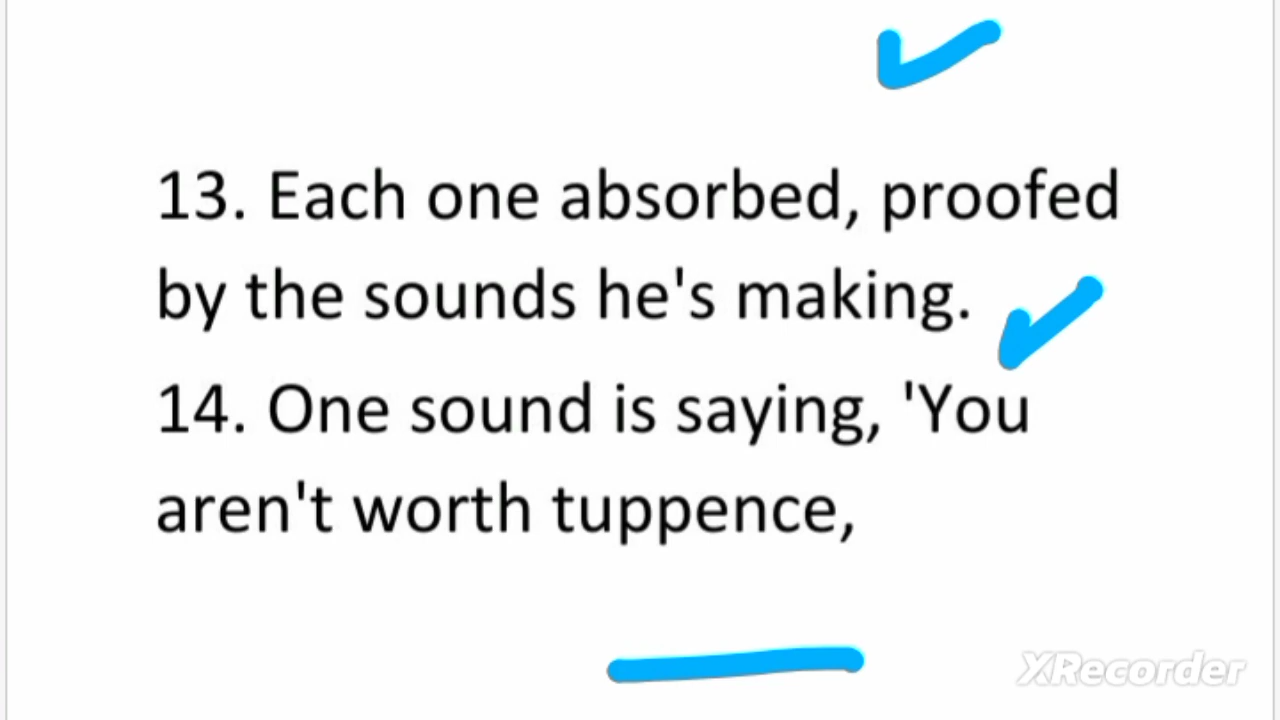 13. Each one absorbed, proofed
by the sounds he's making.
14. One sound is saying, 'You
aren't worth tuppence,
XRecorder